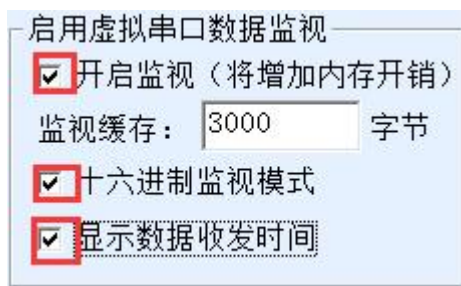 启用虚拟串口数据监视
开启监视（将增加内存开销）
监视缓存： 3000 字节
十六进制监视模式
显示数据收发时间